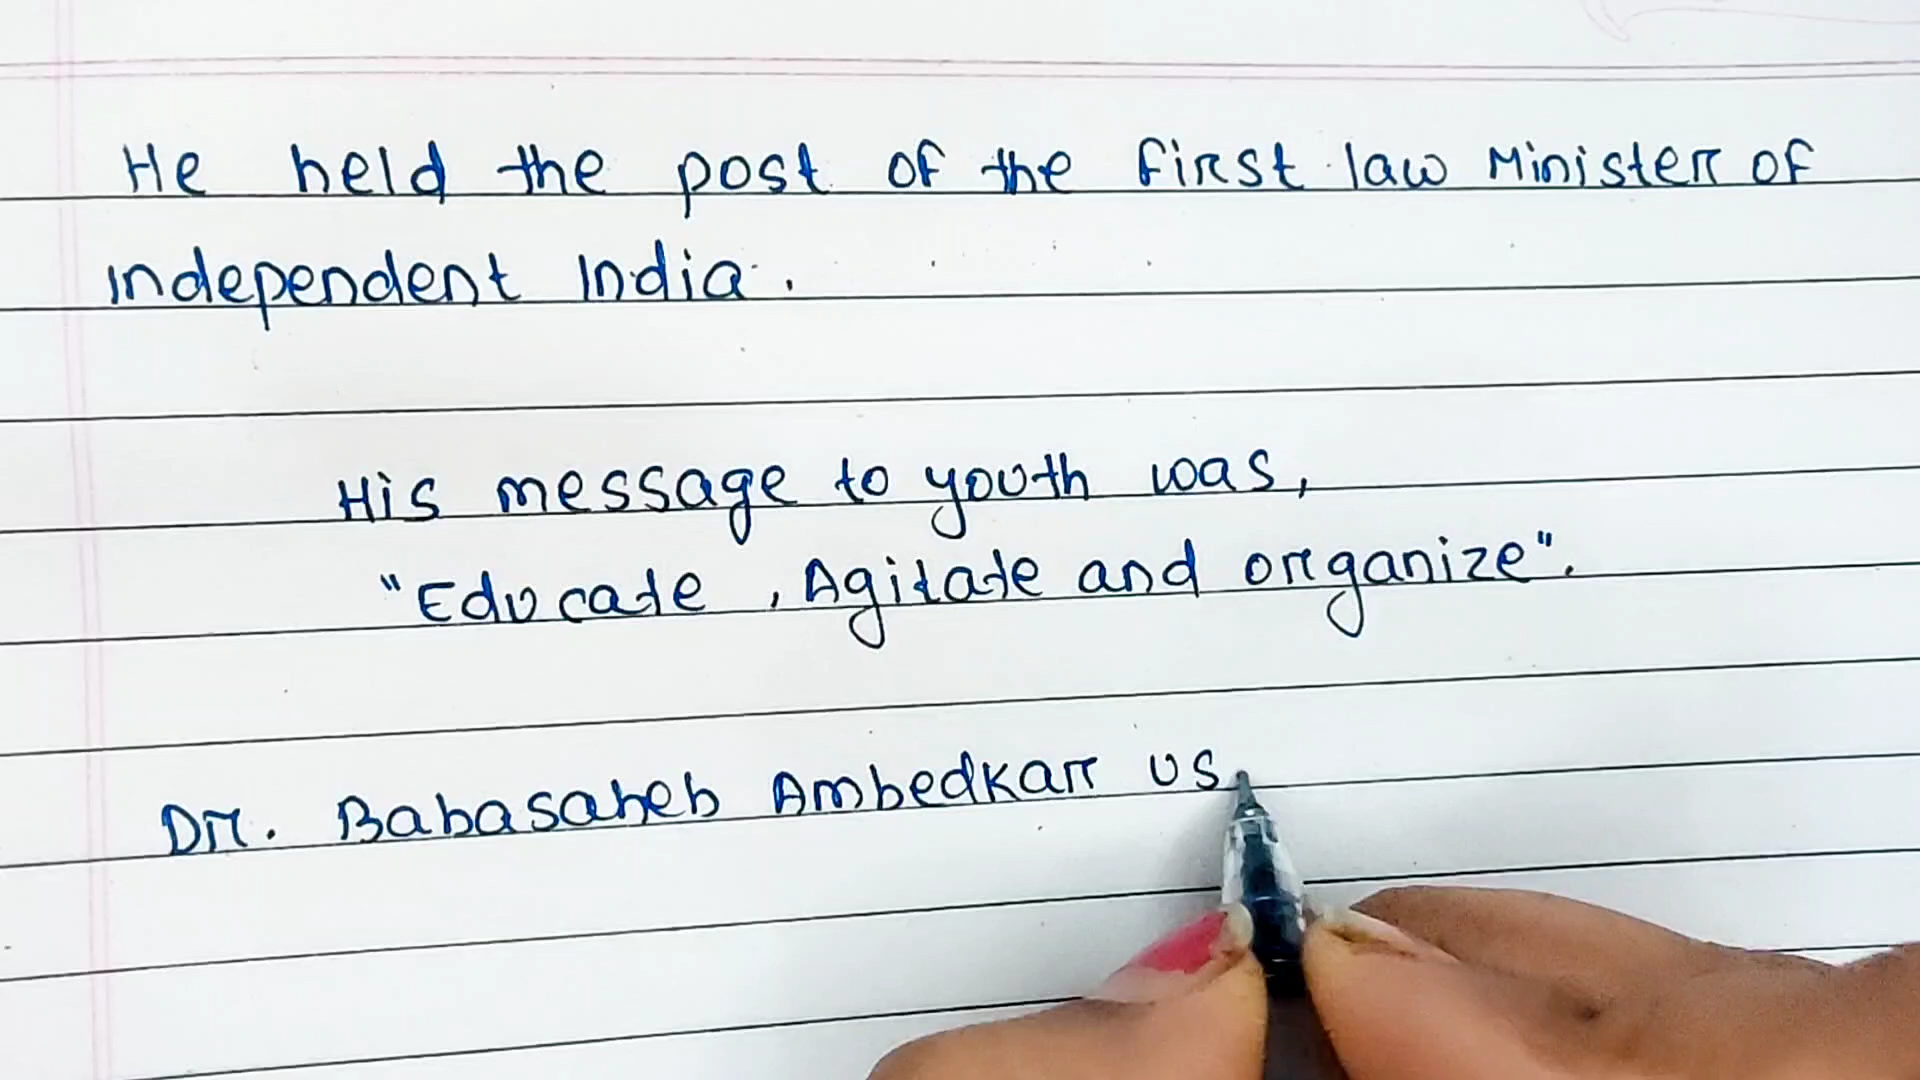 He held the post of the first law Minister of
independent India.
His message to youth was,
"Educate, Agitate and organize".
Dr. Babasaheb Ambedkar us